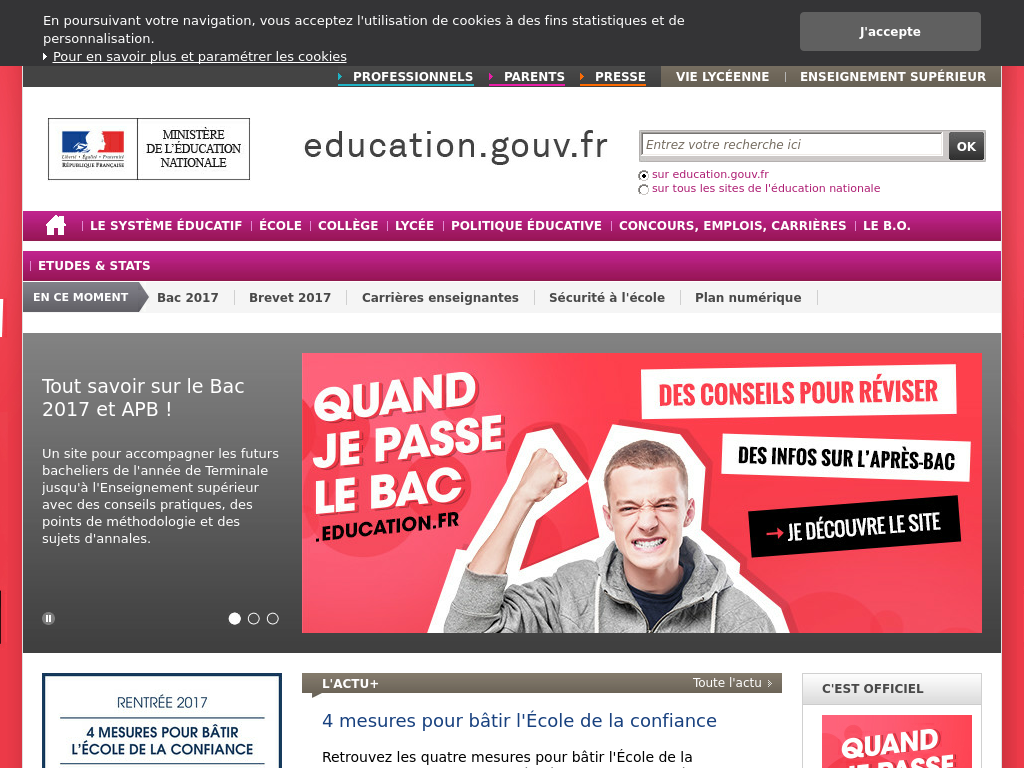 En poursuivant votre navigation, vous acceptez l'utilisation de cookies à des fins statistiques et de
personnalisation.
Pour en savoir plus et paramétrer les cookies
J'accepte
PROFESSIONNELS
PARENTS
PRESSE
VIE LYCÉENNE
ENSEIGNEMENT SUPÉRIEUR
Liberté • Égalité • Fraternité
RÉPUBLIQUE FRANÇAISE
MINISTÈRE
DE L'ÉDUCATION
NATIONALE
education.gouv.fr
Entrez votre recherche ici
OK
sur education.gouv.fr
sur tous les sites de l'éducation nationale
LE SYSTÈME ÉDUCATIF
ÉCOLE
COLLÈGE
LYCÉE
POLITIQUE ÉDUCATIVE
CONCOURS, EMPLOIS, CARRIÈRES
LE B.O.
ETUDES & STATS
EN CE MOMENT
Bac 2017
Brevet 2017
Carrières enseignantes
Sécurité à l'école
Plan numérique
Tout savoir sur le Bac
2017 et APB !
Un site pour accompagner les futurs
bacheliers de l'année de Terminale
jusqu'à l'Enseignement supérieur
avec des conseils pratiques, des
points de méthodologie et des
sujets d'annales.
QUAND
JE PASSE
LE BAC
.EDUCATION.FR
DES CONSEILS POUR RÉVISER
DES INFOS SUR L'APRÈS-BAC
→ JE DÉCOUVRE LE SITE
RENTRÉE 2017
4 MESURES POUR BÂTIR
L'ÉCOLE DE LA CONFIANCE
L'ACTU+
Toute l'actu
4 mesures pour bâtir l'École de la confiance
Retrouvez les quatre mesures pour bâtir l'École de la
C'EST OFFICIEL
QUAND
JE PASSE